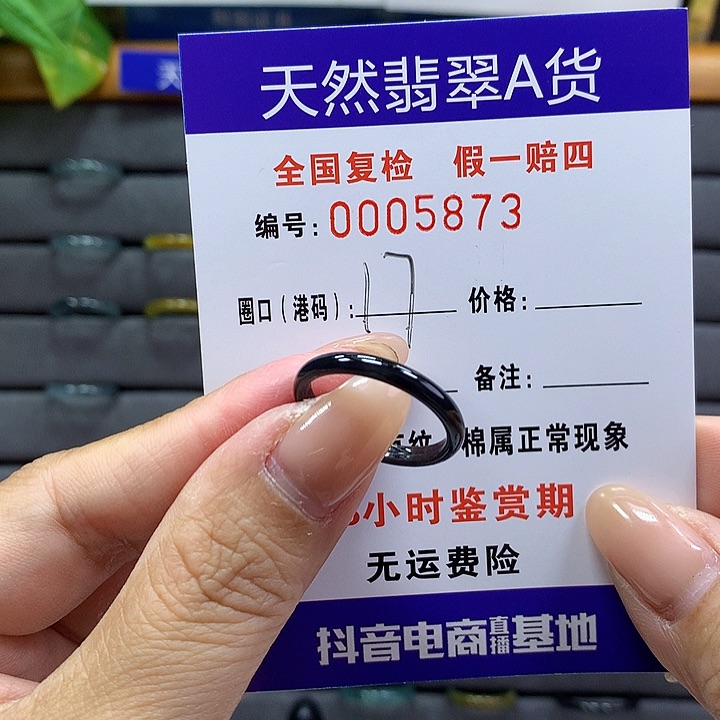 天然翡翠A货
全国复检 假一赔四
编号:0005873
圈口(港码):17 价格:
备注:
纹 棉属正常现象
小时鉴赏期
无运费险
抖音电商直播基地